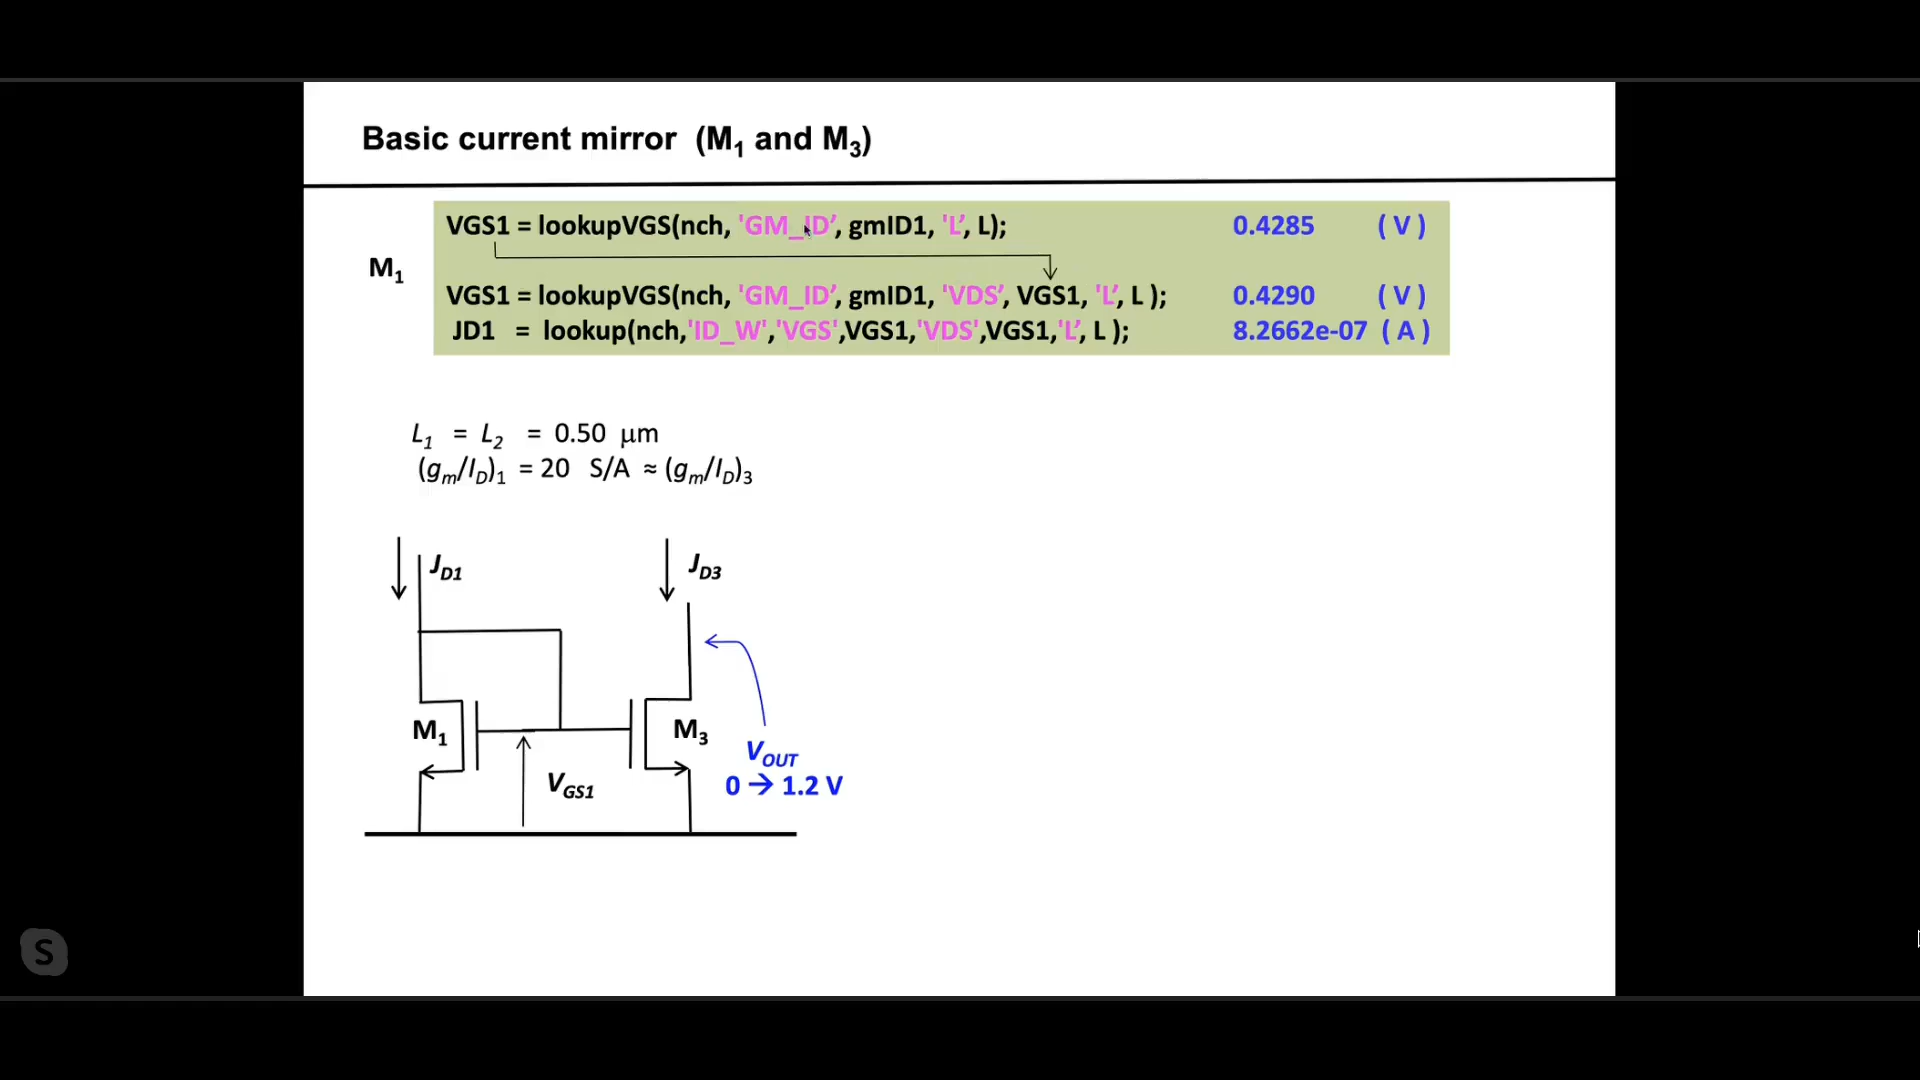 Basic current mirror (M1 and M3)
VGS1 = lookupVGS(nch, 'GM_ID’, gmID1, 'L’, L); 0.4285 ( V )
M1
VGS1 = lookupVGS(nch, 'GM_ID’, gmID1, 'VDS’, VGS1, 'L’, L ); 0.4290 ( V )
JD1 = lookup(nch,'ID_W','VGS',VGS1,'VDS',VGS1,'L’, L ); 8.2662e-07 ( A )
L1 = L2 = 0.50 μm
(gm/ID)1 = 20 S/A ≈ (gm/ID)3
JD1
JD3
M1
M3
VGS1
VOUT
0 → 1.2 V
S